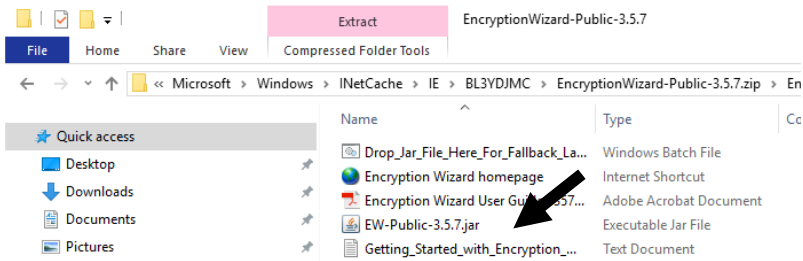 Extract EncryptionWizard-Public-3.5.7
File Home Share View Compressed Folder Tools
« Microsoft > Windows > INetCache > IE > BL3YDJMC > EncryptionWizard-Public-3.5.7.zip > En
Name Type Co
Quick access
Drop_Jar_File_Here_For_Fallback_La... Windows Batch File
Desktop
Encryption Wizard homepage Internet Shortcut
Downloads
Encryption Wizard User 357... Adobe Acrobat Document
Documents
EW-Public-3.5.7.jar Executable Jar File
Pictures
Getting_Started_with_Encryption_... Text Document